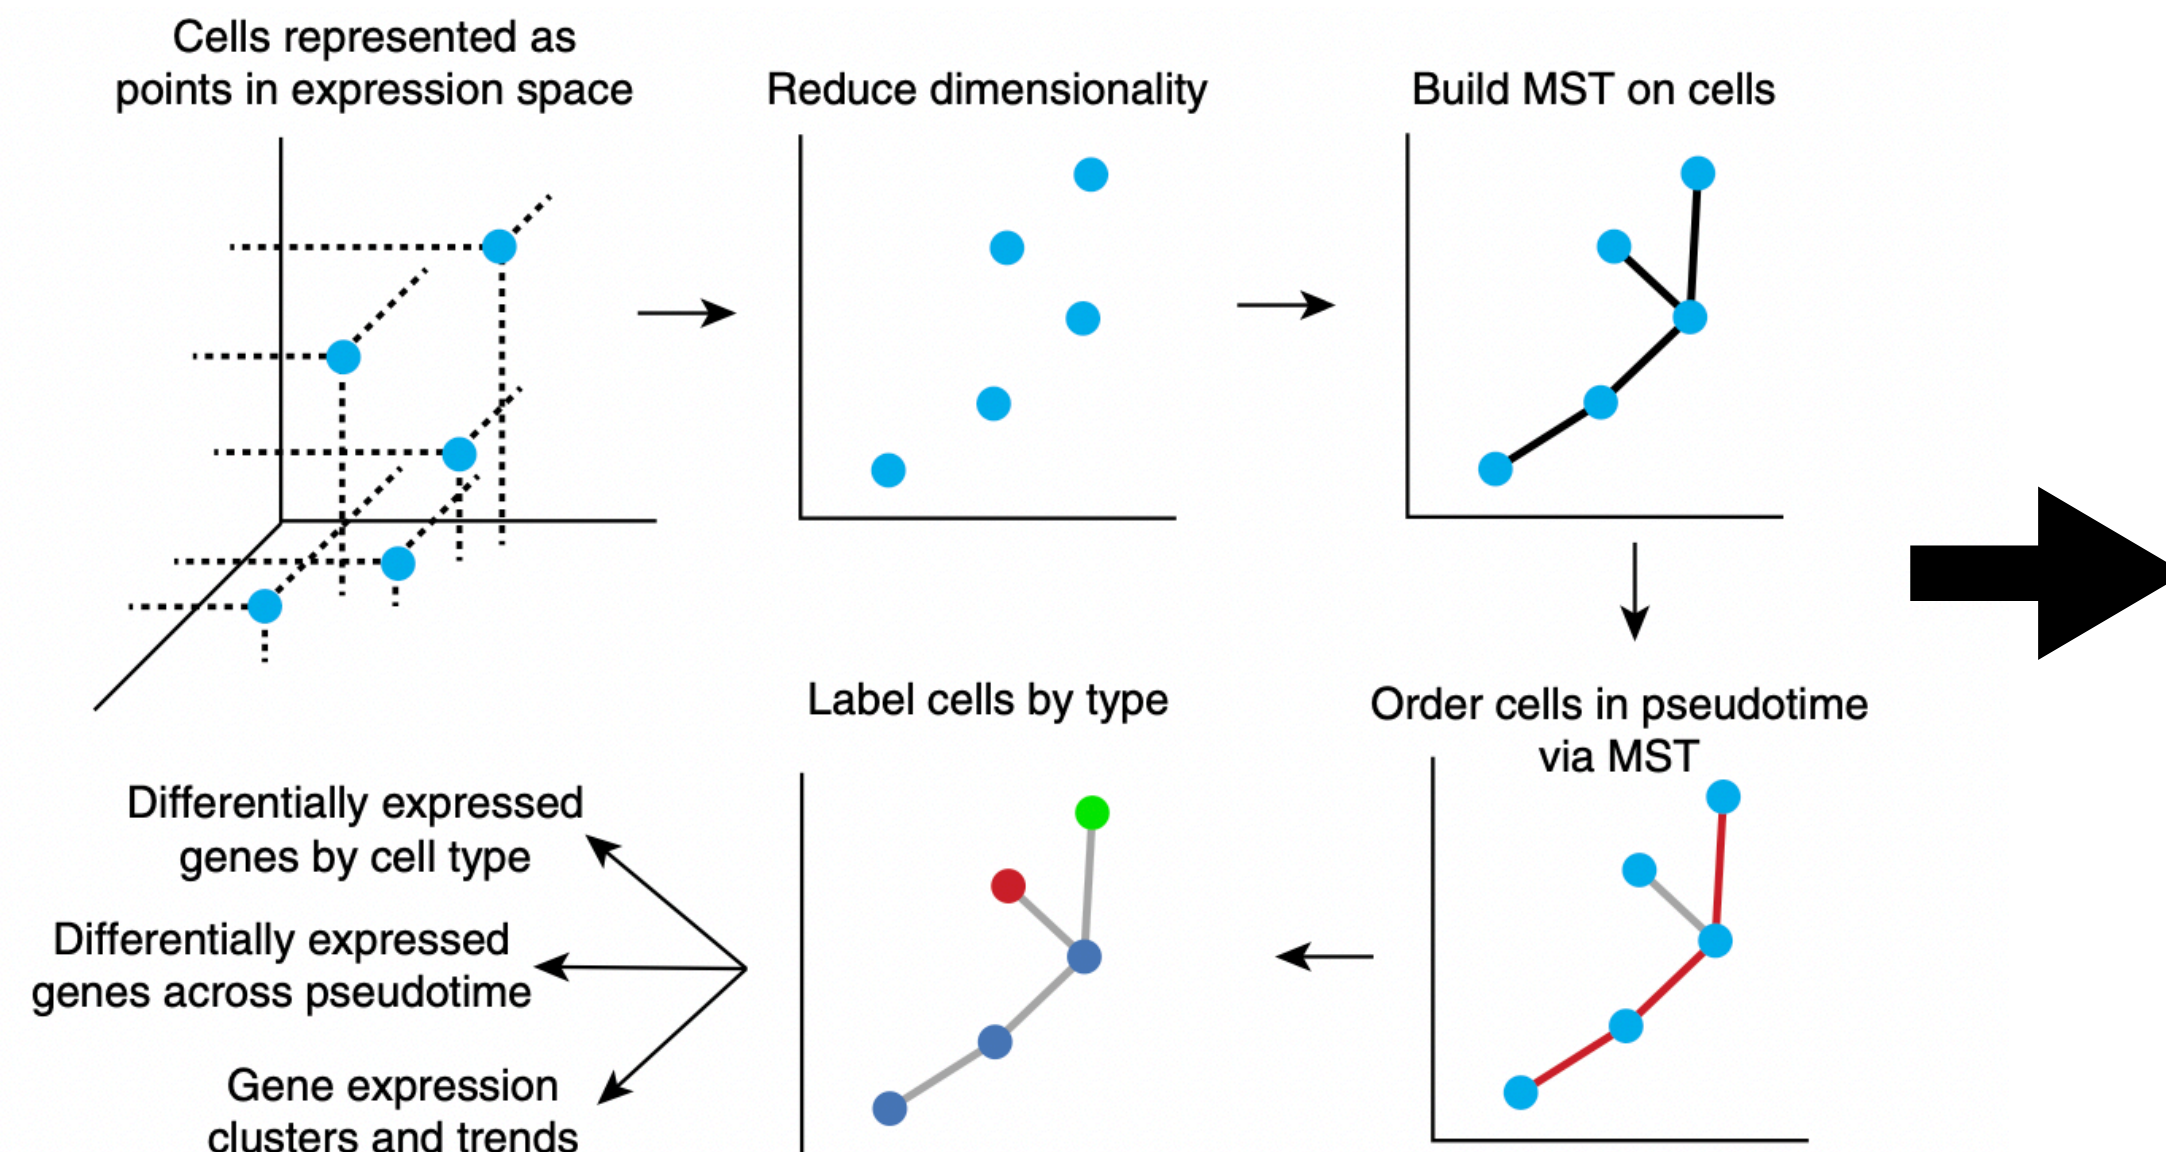 Cells represented as
points in expression space
Reduce dimensionality
Build MST on cells
Order cells in pseudotime
via MST
Label cells by type
Differentially expressed
genes by cell type
Differentially expressed
genes across pseudotime
Gene expression
clusters and trends